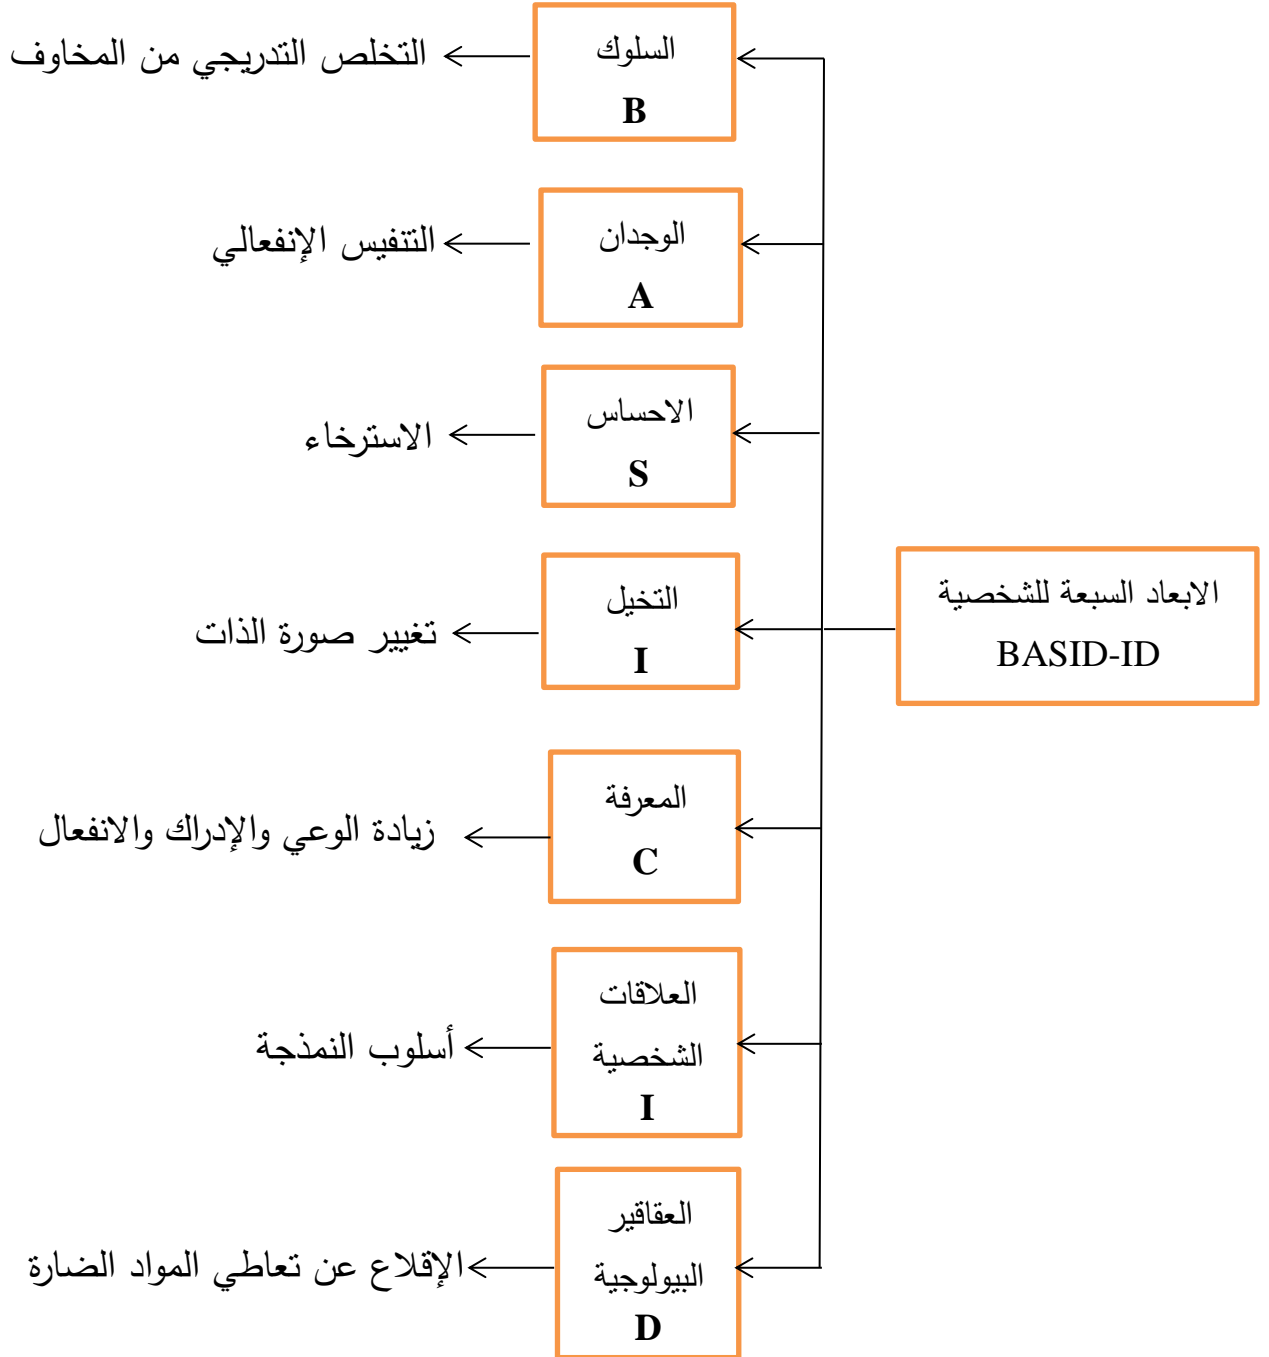 الابعاد السبعة للشخصية
BASID-ID
السلوك
B
التخلص التدريجي من المخاوف
الوجدان
A
التنفيس الإنفعالي
الاحساس
S
الاسترخاء
التخيل
I
تغيير صورة الذات
المعرفة
C
زيادة الوعي والإدراك والانفعال
العلاقات
الشخصية
I
أسلوب النمذجة
العقاقير
البيولوجية
D
الإقلاع عن تعاطي المواد الضارة